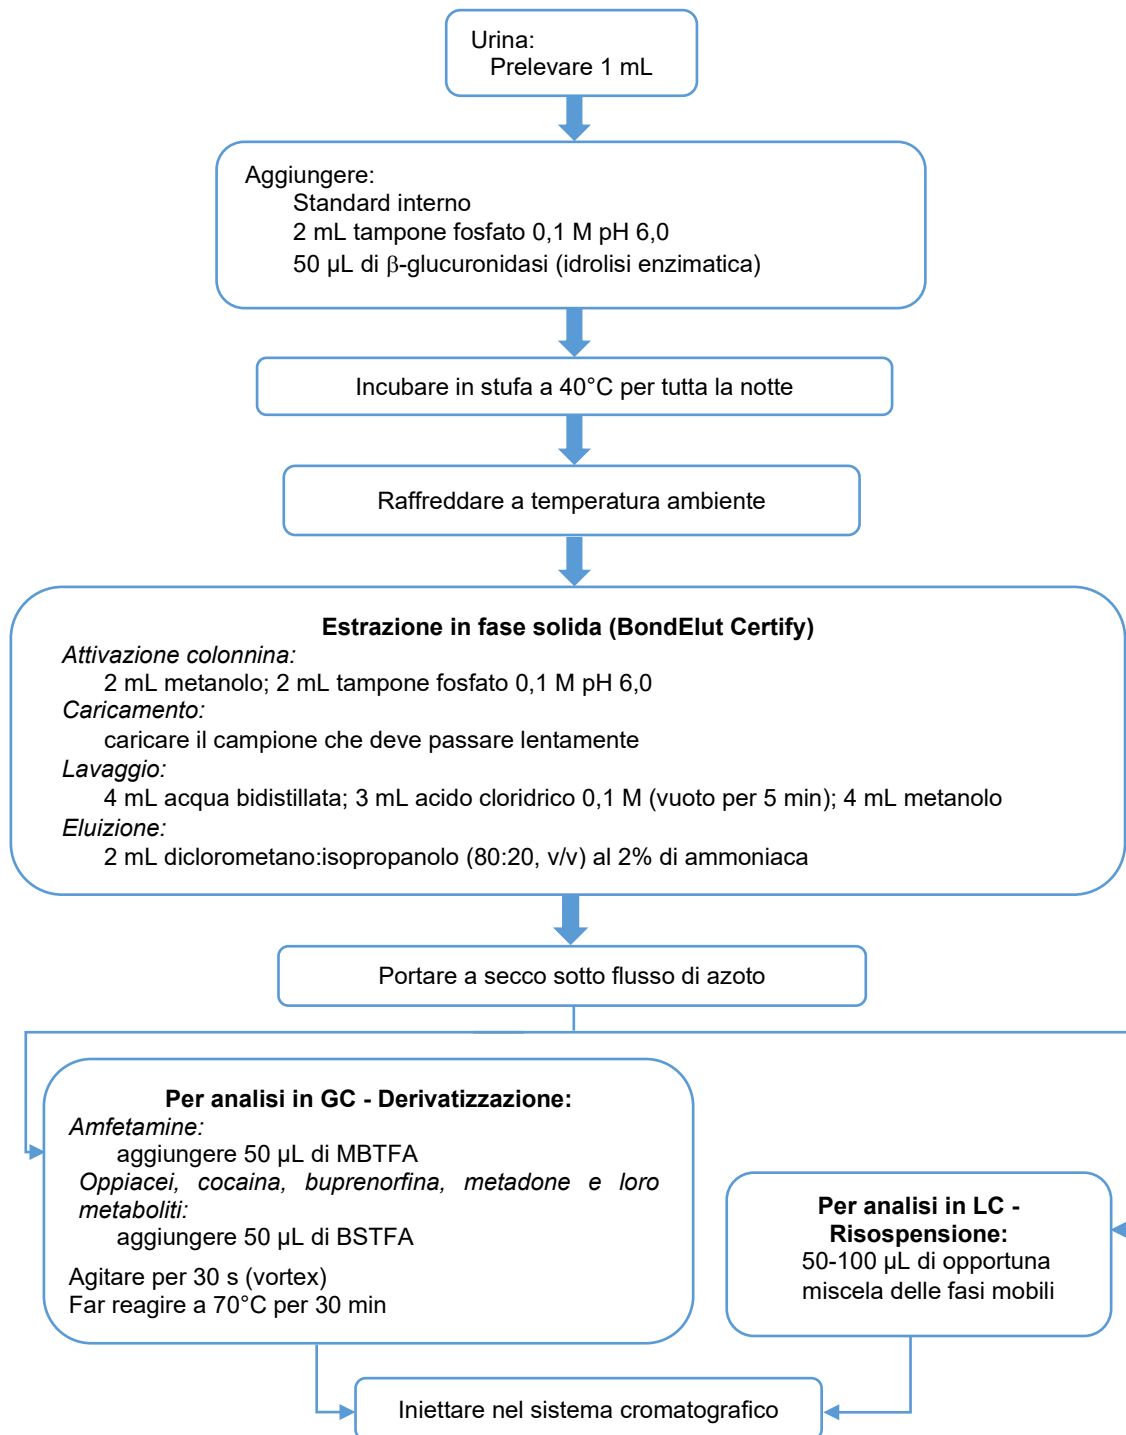 Urina:
Prelevare 1 mL
Aggiungere:
Standard interno
2 mL tampone fosfato 0,1 M pH 6,0
50 µL di β-glucuronidasi (idrolisi enzimatica)
Incubare in stufa a 40°C per tutta la notte
Raffreddare a temperatura ambiente
Estrazione in fase solida (BondElut Certify)
Attivazione colonnina:
2 mL metanolo; 2 mL tampone fosfato 0,1 M pH 6,0
Caricamento:
caricare il campione che deve passare lentamente
Lavaggio:
4 mL acqua bidistillata; 3 mL acido cloridrico 0,1 M (vuoto per 5 min); 4 mL metanolo
Eluizione:
2 mL diclorometano:isopropanolo (80:20, v/v) al 2% di ammoniaca
Portare a secco sotto flusso di azoto
Per analisi in GC - Derivatizzazione:
Amfetamine:
aggiungere 50 µL di MBTFA
Oppiacei, cocaina, buprenorfina, metadone e loro
metaboliti:
aggiungere 50 µL di BSTFA
Agitare per 30 s (vortex)
Far reagire a 70°C per 30 min
Per analisi in LC -
Risospensione:
50-100 µL di opportuna
miscela delle fasi mobili
Iniettare nel sistema cromatografico